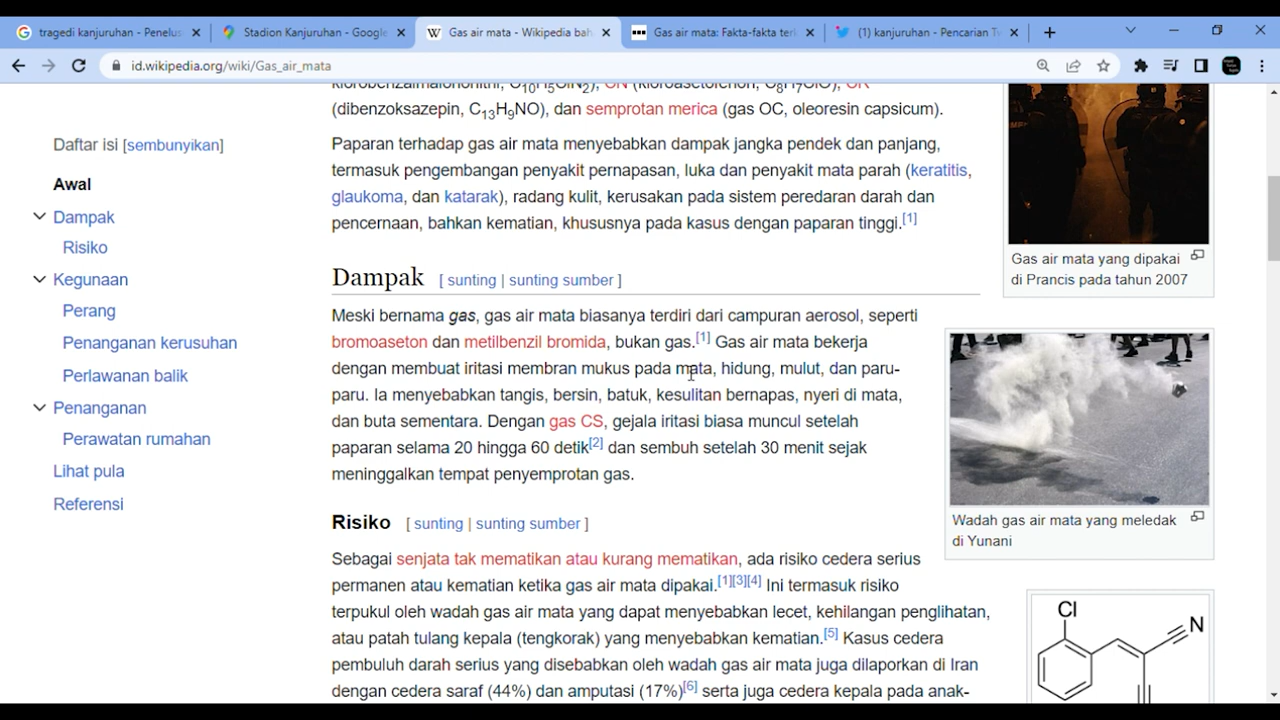 tragedi kanjuruhan - Penelus
Stadion Kanjuruhan - Google
Gas air mata - Wikipedia bah
Gas air mata: Fakta-fakta terk
(1) kanjuruhan - Pencarian Tw
id.wikipedia.org/wiki/Gas_air_mata
Daftar isi [sembunyikan]
Awal
Dampak
Risiko
Kegunaan
Perang
Penanganan kerusuhan
Perlawanan balik
Penanganan
Perawatan rumahan
Lihat pula
Referensi
(dibenzoksazepin, C13H9NO), dan semprotan merica (gas OC, oleoresin capsicum).
Paparan terhadap gas air mata menyebabkan dampak jangka pendek dan panjang,
termasuk pengembangan penyakit pernapasan, luka dan penyakit mata parah (keratitis,
glaukoma, dan katarak), radang kulit, kerusakan pada sistem peredaran darah dan
pencernaan, bahkan kematian, khususnya pada kasus dengan paparan tinggi.[1]
Dampak [ sunting | sunting sumber ]
Meski bernama gas, gas air mata biasanya terdiri dari campuran aerosol, seperti
bromoaseton dan metilbenzil bromida, bukan gas.[1] Gas air mata bekerja
dengan membuat iritasi membran mukus pada mata, hidung, mulut, dan paru-
paru. Ia menyebabkan tangis, bersin, batuk, kesulitan bernapas, nyeri di mata,
dan buta sementara. Dengan gas CS, gejala iritasi biasa muncul setelah
paparan selama 20 hingga 60 detik[2] dan sembuh setelah 30 menit sejak
meninggalkan tempat penyemprotan gas.
Risiko [ sunting | sunting sumber ]
Sebagai senjata tak mematikan atau kurang mematikan, ada risiko cedera serius
permanen atau kematian ketika gas air mata dipakai.[1][3][4] Ini termasuk risiko
terpukul oleh wadah gas air mata yang dapat menyebabkan lecet, kehilangan penglihatan,
atau patah tulang kepala (tengkorak) yang menyebabkan kematian.[5] Kasus cedera
pembuluh darah serius yang disebabkan oleh wadah gas air mata juga dilaporkan di Iran
dengan cedera saraf (44%) dan amputasi (17%)[6] serta juga cedera kepala pada anak-
Gas air mata yang dipakai
di Prancis pada tahun 2007
Wadah gas air mata yang meledak
di Yunani
Cl
N